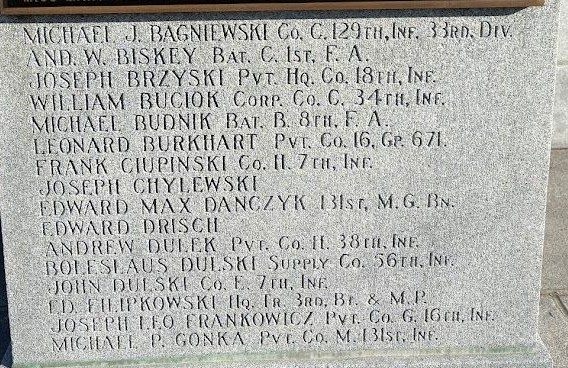 MICHAEL J. BAGNIEWSKI CO. C. 129TH, INF. 33RD. DIV.
AND. W. BISKEY BAT. C. 1ST. F. A.
JOSEPH BRZYSKI PVT. HQ. CO. 18TH, INF.
WILLIAM BUCIOK CORP. CO. C. 34TH, INF.
MICHAEL BUDNIK BAT. B. 8TH, F. A.
LEONARD BURKHART PVT. CO. 16, GP. 671.
FRANK CIUPINSKI CO. H. 7TH, INF.
JOSEPH CHYLEWSKI
EDWARD MAX DANCZYK 131ST, M. G. BN.
EDWARD DRISCH
ANDREW DULEK PVT. CO. H. 38TH, INF.
BOLESLAUS DULSKI SUPPLY CO. 56TH, INF.
JOHN DULSKI CO. E. 7TH, INF.
ED. FILIPKOWSKI HQ. TR. 3RD, BT. & M.P.
JOSEPH LEO FRANKOWICZ PVT. CO. G. 16TH, INF.
MICHAEL P. GONKA PVT. CO. M. 131ST, INF.